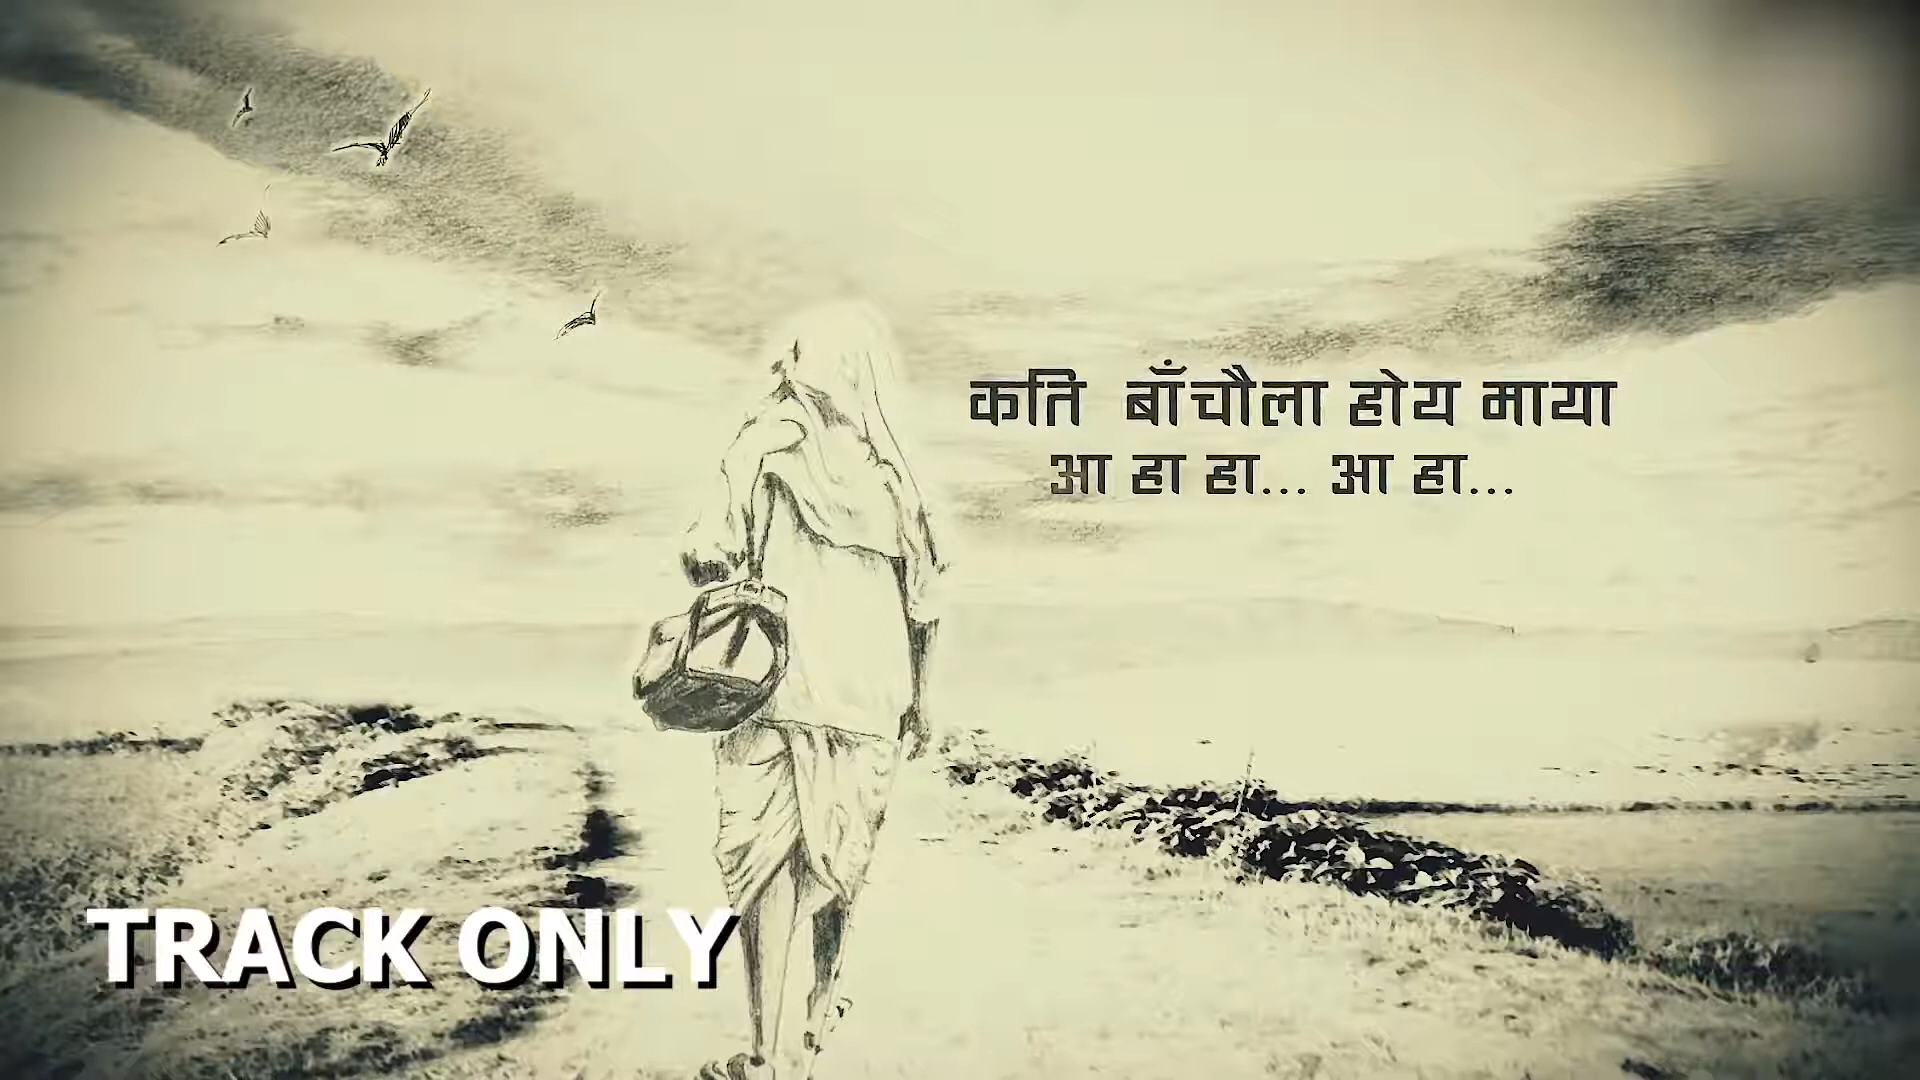 कति बाँचौला होय माया
आ हा हा... आ हा...
TRACK ONLY